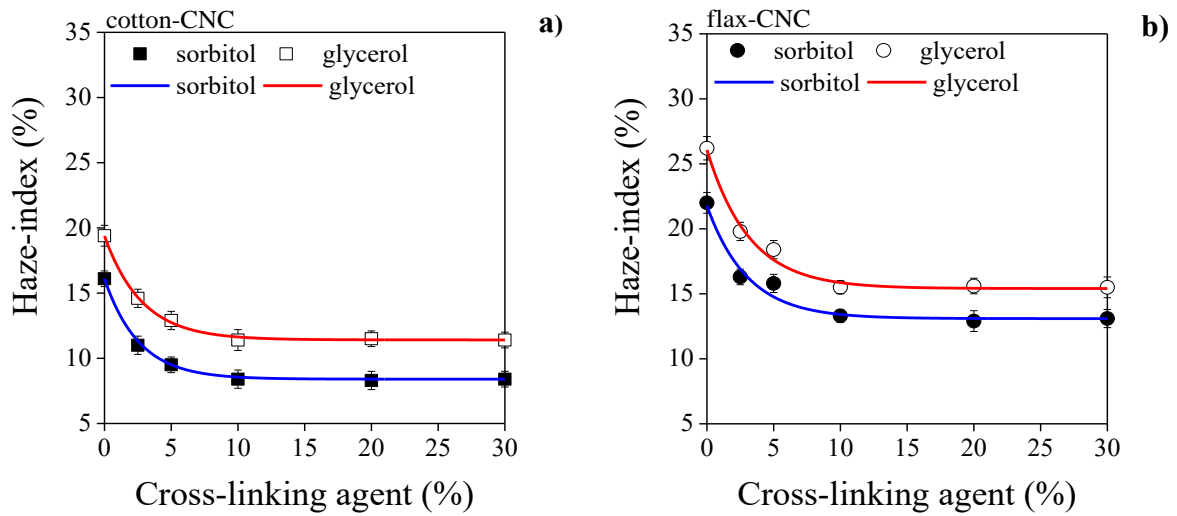 cotton-CNC
a)
sorbitol glycerol
sorbitol glycerol
35
30
25
20
15
10
5
Haze-index (%)
0 5 10 15 20 25 30
Cross-linking agent (%)
flax-CNC
b)
sorbitol glycerol
sorbitol glycerol
35
30
25
20
15
10
5
Haze-index (%)
0 5 10 15 20 25 30
Cross-linking agent (%)